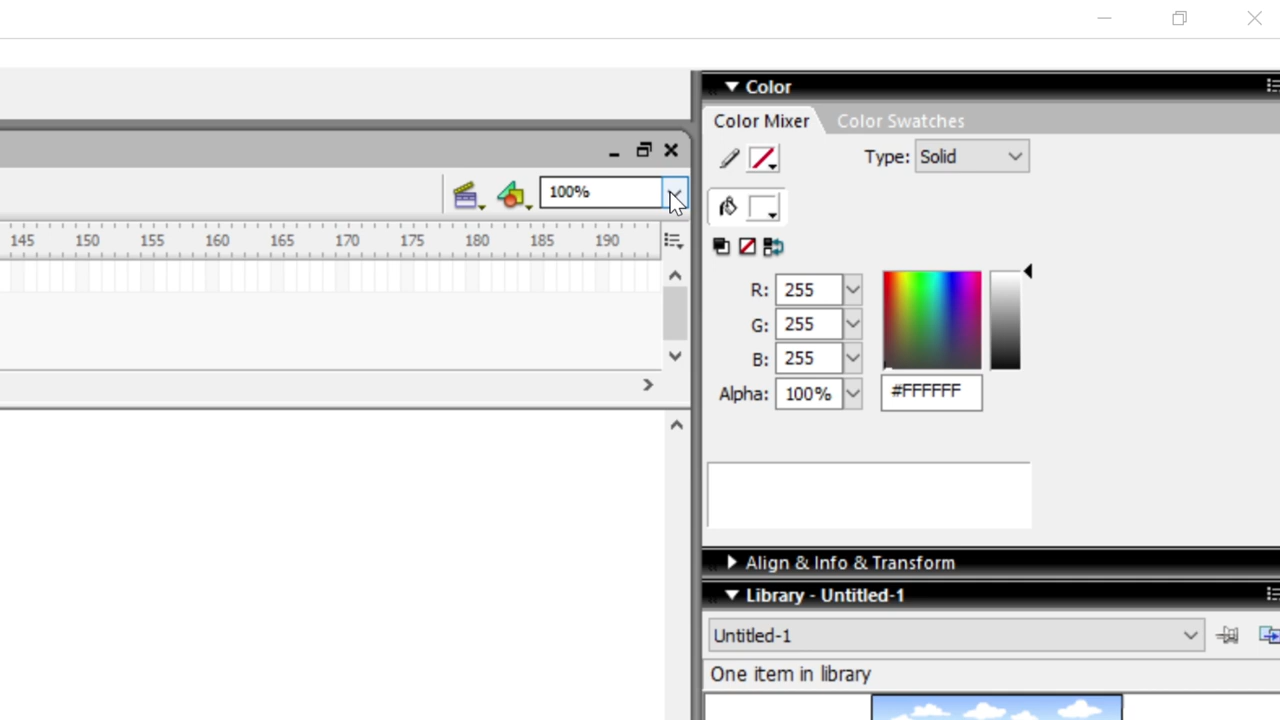 Color
Color Mixer Color Swatches
Type: Solid
100%
145 150 155 160 165 170 175 180 185 190
R: 255
G: 255
B: 255
Alpha: 100% #FFFFFF
Align & Info & Transform
Library - Untitled-1
Untitled-1
One item in library